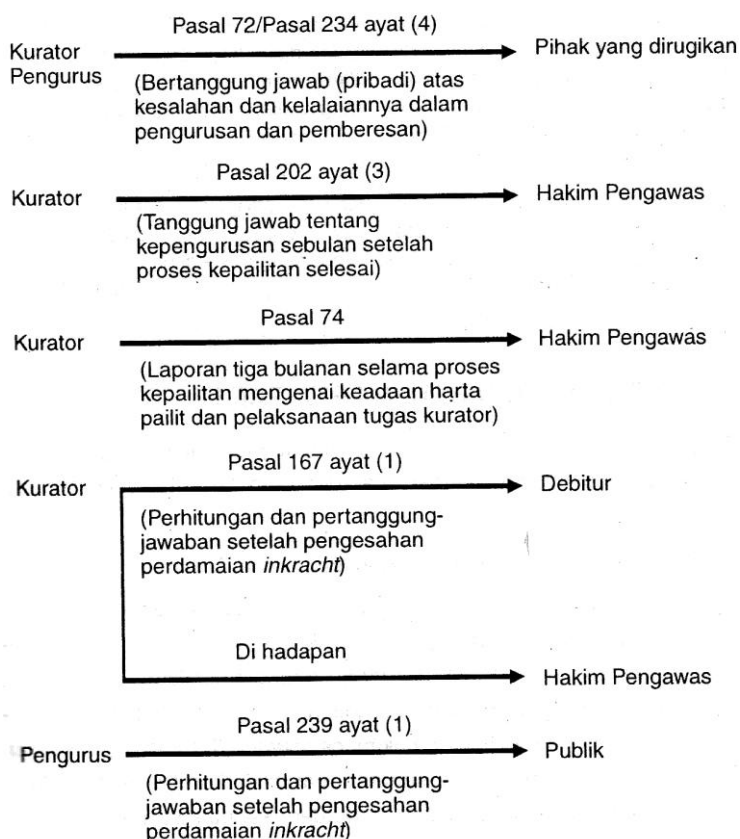 Pasal 72/Pasal 234 ayat (4)
Kurator
Pengurus
Pihak yang dirugikan
(Bertanggung jawab (pribadi) atas
kesalahan dan kelalaiannya dalam
pengurusan dan pemberesan)
Pasal 202 ayat (3)
Kurator
Hakim Pengawas
(Tanggung jawab tentang
kepengurusan sebulan setelah
proses kepailitan selesai)
Pasal 74
Kurator
Hakim Pengawas
(Laporan tiga bulanan selama proses
kepailitan mengenai keadaan harta
pailit dan pelaksanaan tugas kurator)
Pasal 167 ayat (1)
Kurator
Debitur
(Perhitungan dan pertanggung-
jawaban setelah pengesahan
perdamaian inkracht)
Di hadapan
Hakim Pengawas
Pasal 239 ayat (1)
Pengurus
Publik
(Perhitungan dan pertanggung-
jawaban setelah pengesahan
perdamaian inkracht)